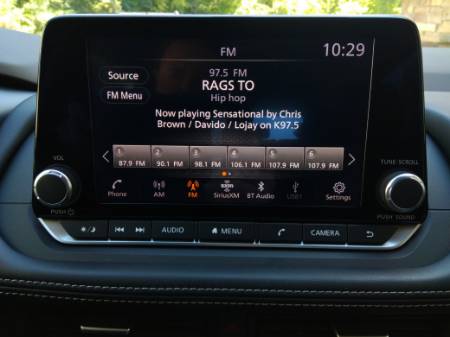 FM
10:29
Source
97.5 FM
RAGS TO
FM Menu
Hip hop
Now playing Sensational by Chris
Brown / Davido / Lojay on K97.5
1 2 3 4 5 6
87.9 FM 96.1 FM 98.1 FM 106.1 FM 107.9 FM 107.9 FM
VOL
TUNE·SCROLL
Phone AM FM SiriusXM BT Audio USB1 Settings
PUSH
PUSH SOUND
AUDIO MENU CAMERA